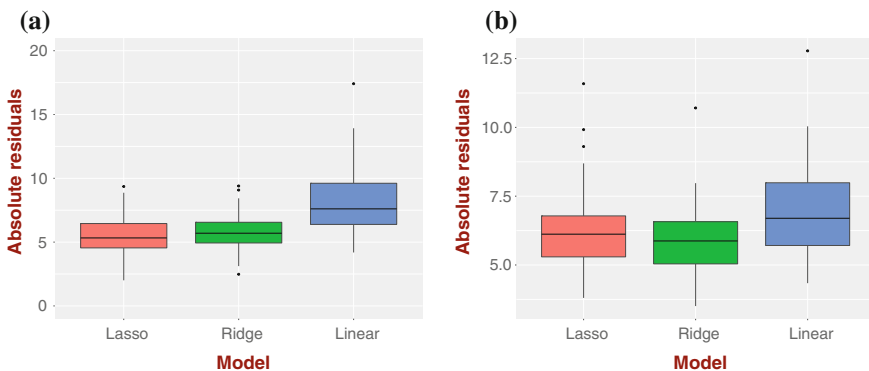 (a)
Absolute residuals
20
15
10
5
0
Lasso Ridge Linear
Model
(b)
Absolute residuals
12.5
10.0
7.5
5.0
Lasso Ridge Linear
Model